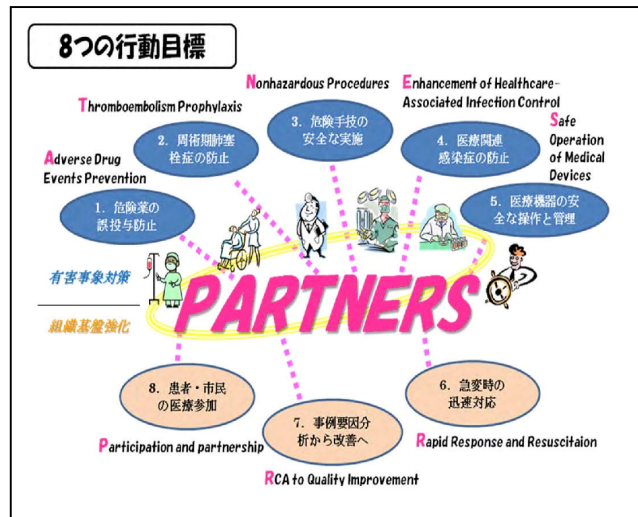 8つの行動目標
Nonhazardous Procedures
Enhancement of Healthcare-
Associated Infection Control
Thromboembolism Prophylaxis
3. 危険手技の
安全な実施
Safe
Operation
of Medical
Devices
2. 周術期肺塞
栓症の防止
4. 医療関連
感染症の防止
Adverse Drug
Events Prevention
1. 危険薬の
誤投与防止
5. 医療機器の安
全な操作と管理
有害事象対策
PARTNERS
組織基盤強化
8. 患者・市民
の医療参加
6. 急変時の
迅速対応
7. 事例要因分
析から改善へ
Participation and partnership
Rapid Response and Resuscitaion
RCA to Quality Improvement